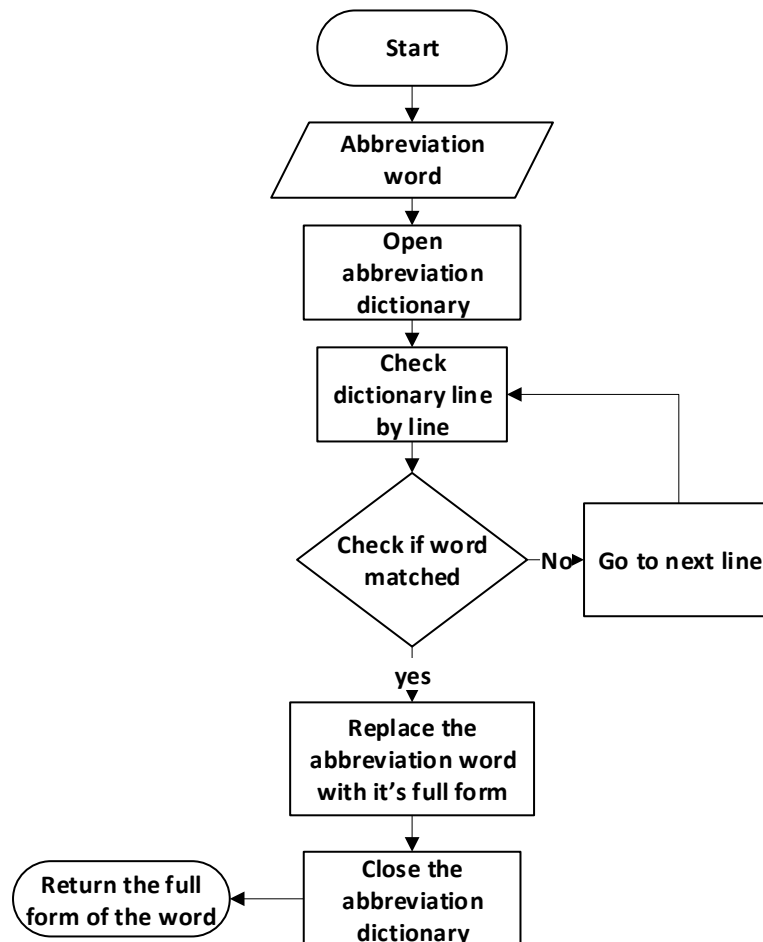 Start
Abbreviation
word
Open
abbreviation
dictionary
Check
dictionary line
by line
Check if word
matched
No
Go to next line
yes
Replace the
abbreviation word
with it’s full form
Close the
abbreviation
dictionary
Return the full
form of the word